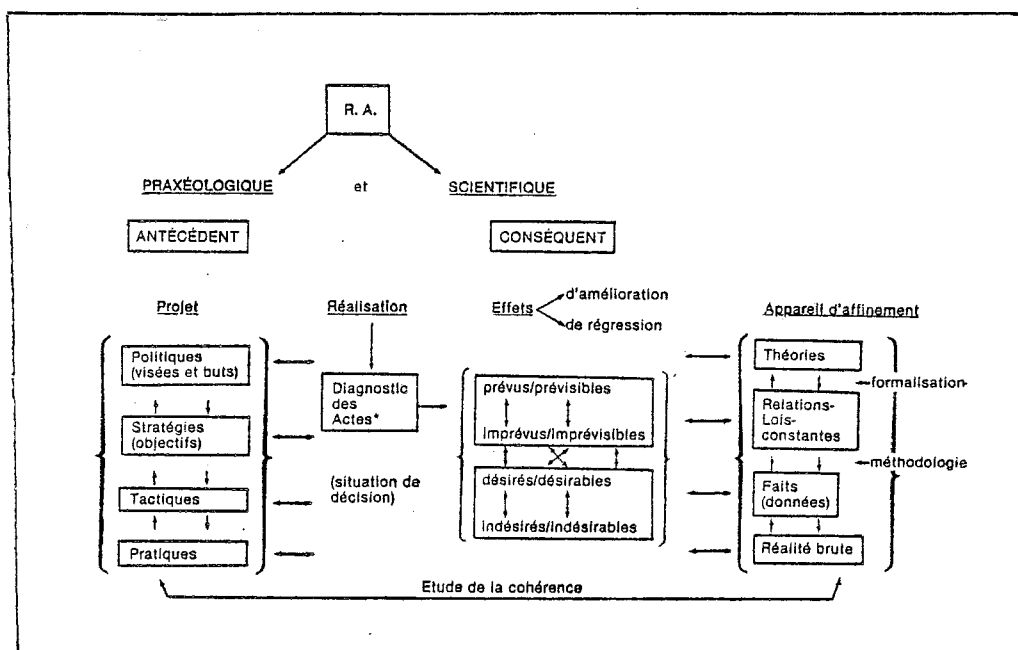 R. A.
PRAXÉOLOGIQUE et SCIENTIFIQUE
ANTÉCÉDENT
CONSÉQUENT
Projet
Réalisation
Effets
d'amélioration
de régression
Appareil d'affinement
Politiques
(visées et buts)
Stratégies
(objectifs)
Tactiques
Pratiques
Diagnostic
des
Actes*
(situation de
décision)
prévus/prévisibles
imprévus/imprévisibles
désirés/désirables
indésirés/indésirables
Théories
Relations-
Lois-
constantes
Faits
(données)
Réalité brute
formalisation
méthodologie
Etude de la cohérence